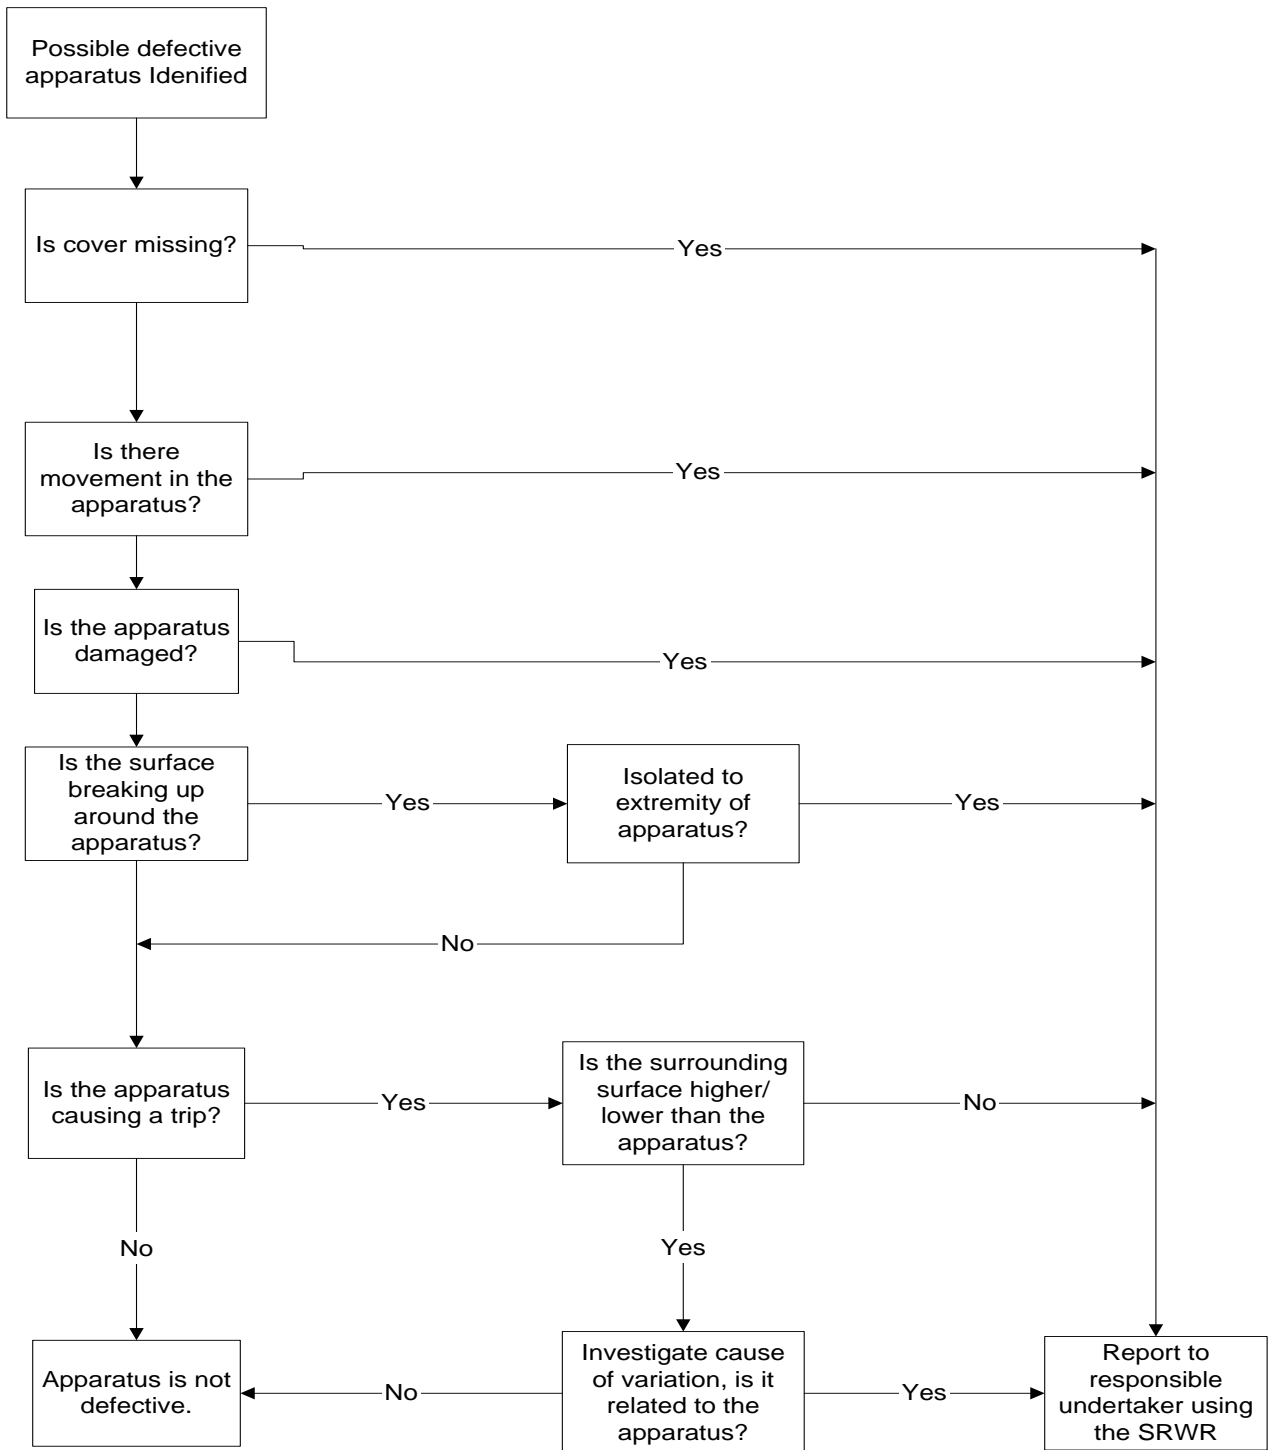 Possible defective
apparatus Idenified
Is cover missing?
Yes
Is there
movement in the
apparatus?
Yes
Is the apparatus
damaged?
Yes
Is the surface
breaking up
around the
apparatus?
Yes
Isolated to
extremity of
apparatus?
Yes
No
Is the apparatus
causing a trip?
Yes
Is the surrounding
surface higher/
lower than the
apparatus?
No
No
Yes
Apparatus is not
defective.
No
Investigate cause
of variation, is it
related to the
apparatus?
Yes
Report to
responsible
undertaker using
the SRWR